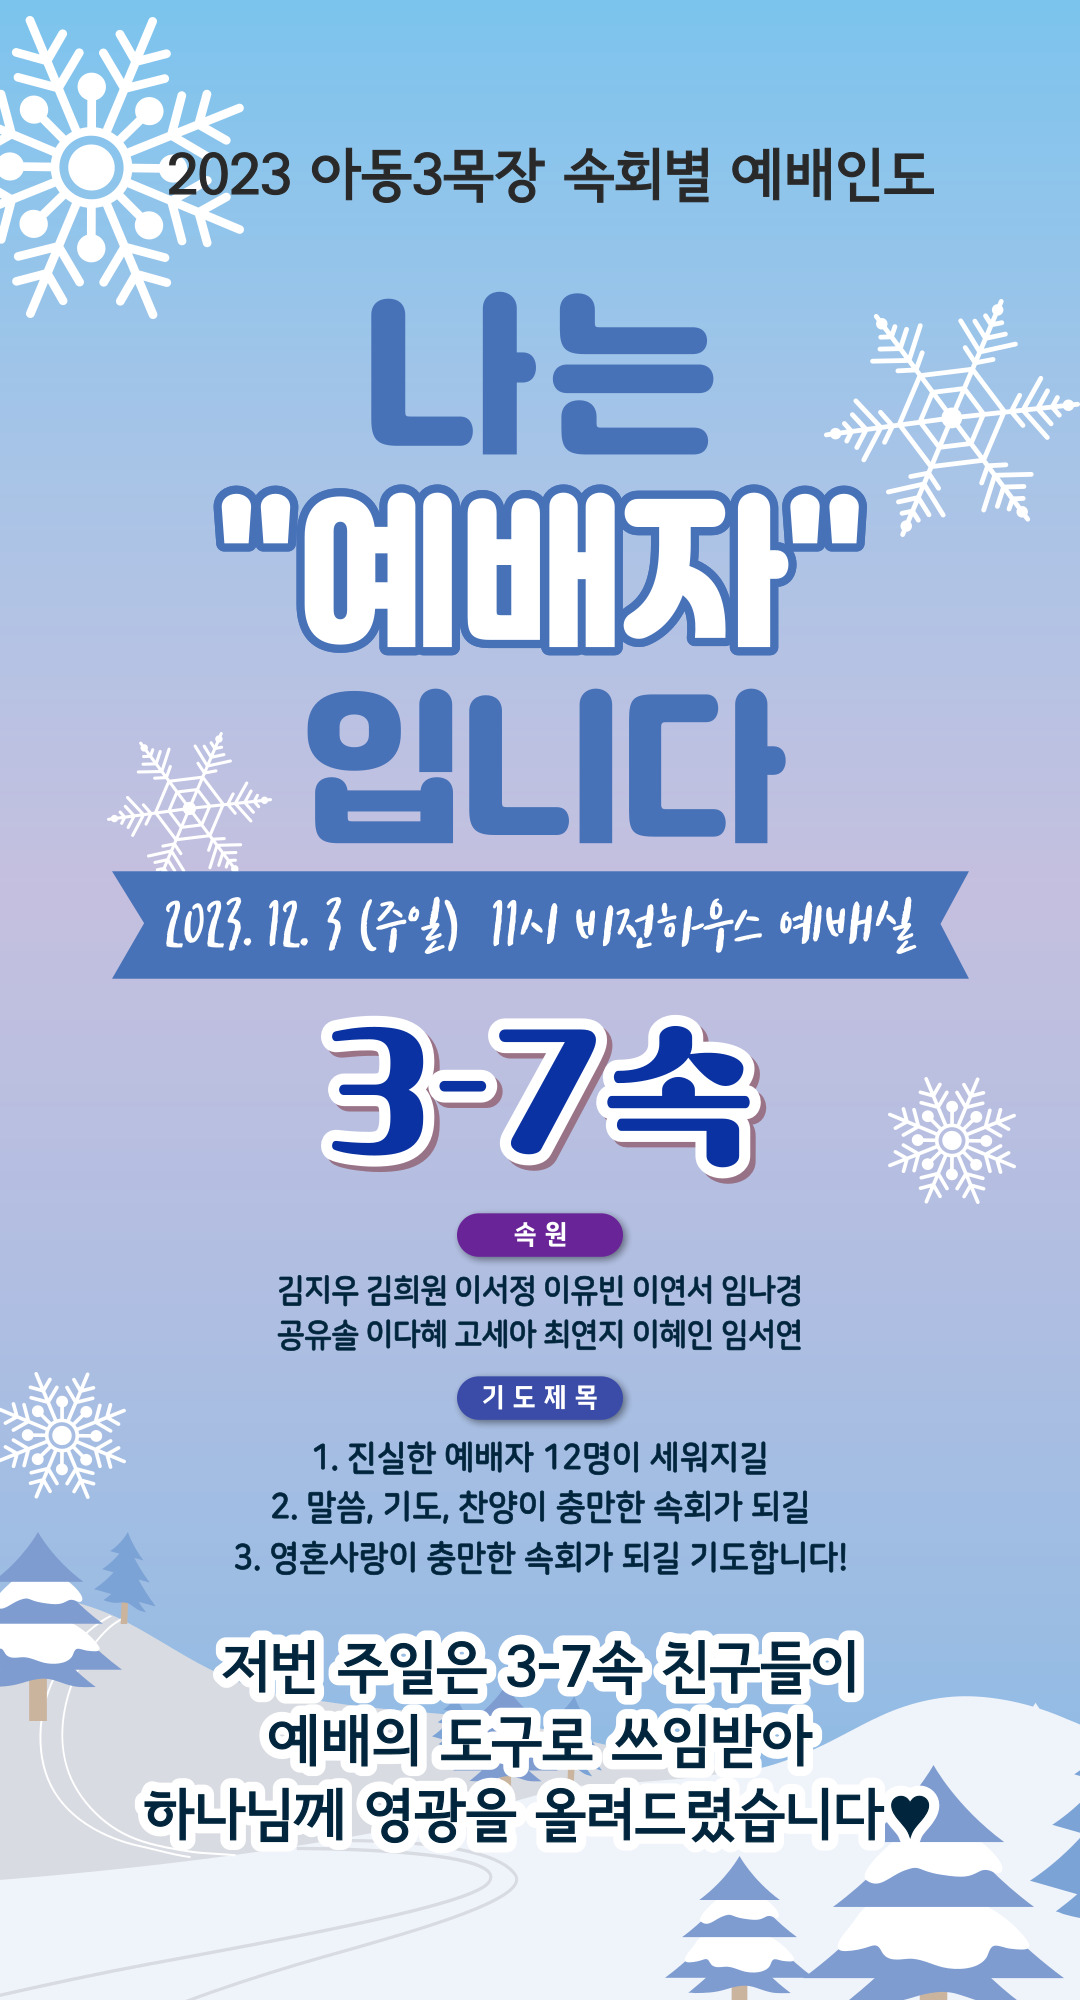 2023 아동3목장 속회별 예배인도
나는
"예배자"
입니다
2023. 12. 3 (주일) 11시 비전하우스 예배실
3-7속
속 원
김지우 김희원 이서정 이유빈 이연서 임나경
공유솔 이다혜 고세아 최연지 이혜인 임서연
기 도 제 목
1. 진실한 예배자 12명이 세워지길
2. 말씀, 기도, 찬양이 충만한 속회가 되길
3. 영혼사랑이 충만한 속회가 되길 기도합니다!
저번 주일은 3-7속 친구들이
예배의 도구로 쓰임받아
하나님께 영광을 올려드렸습니다♥